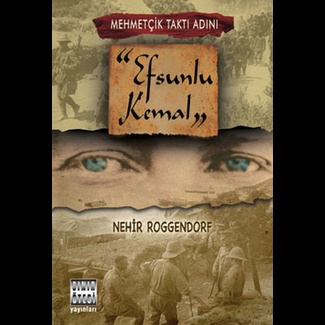 MEHMETÇİK TAKTI ADINI
“Efsunlu
Kemal„
NEHİR ROGGENDORF
yayınları